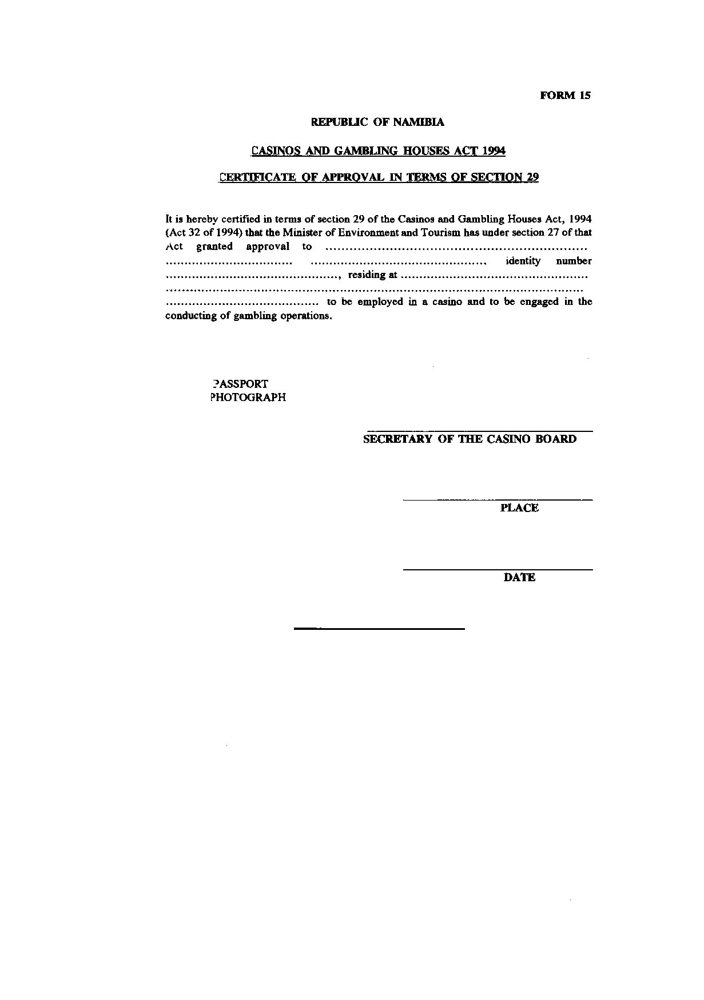 FORM 15
REPUBLIC OF NAMIBIA
CASINOS AND GAMBLING HOUSES ACT 1994
CERTIFICATE OF APPROVAL IN TERMS OF SECTION 29
It is hereby certified in terms of section 29 of the Casinos and Gambling Houses Act, 1994
(Act 32 of 1994) that the Minister of Environment and Tourism has under section 27 of that
Act granted approval to ................................................................
................................ ............................................, identity number
............................................, residing at ..................................................
................................................................................................................
....................................... to be employed in a casino and to be engaged in the
conducting of gambling operations.
PASSPORT
PHOTOGRAPH
SECRETARY OF THE CASINO BOARD
PLACE
DATE